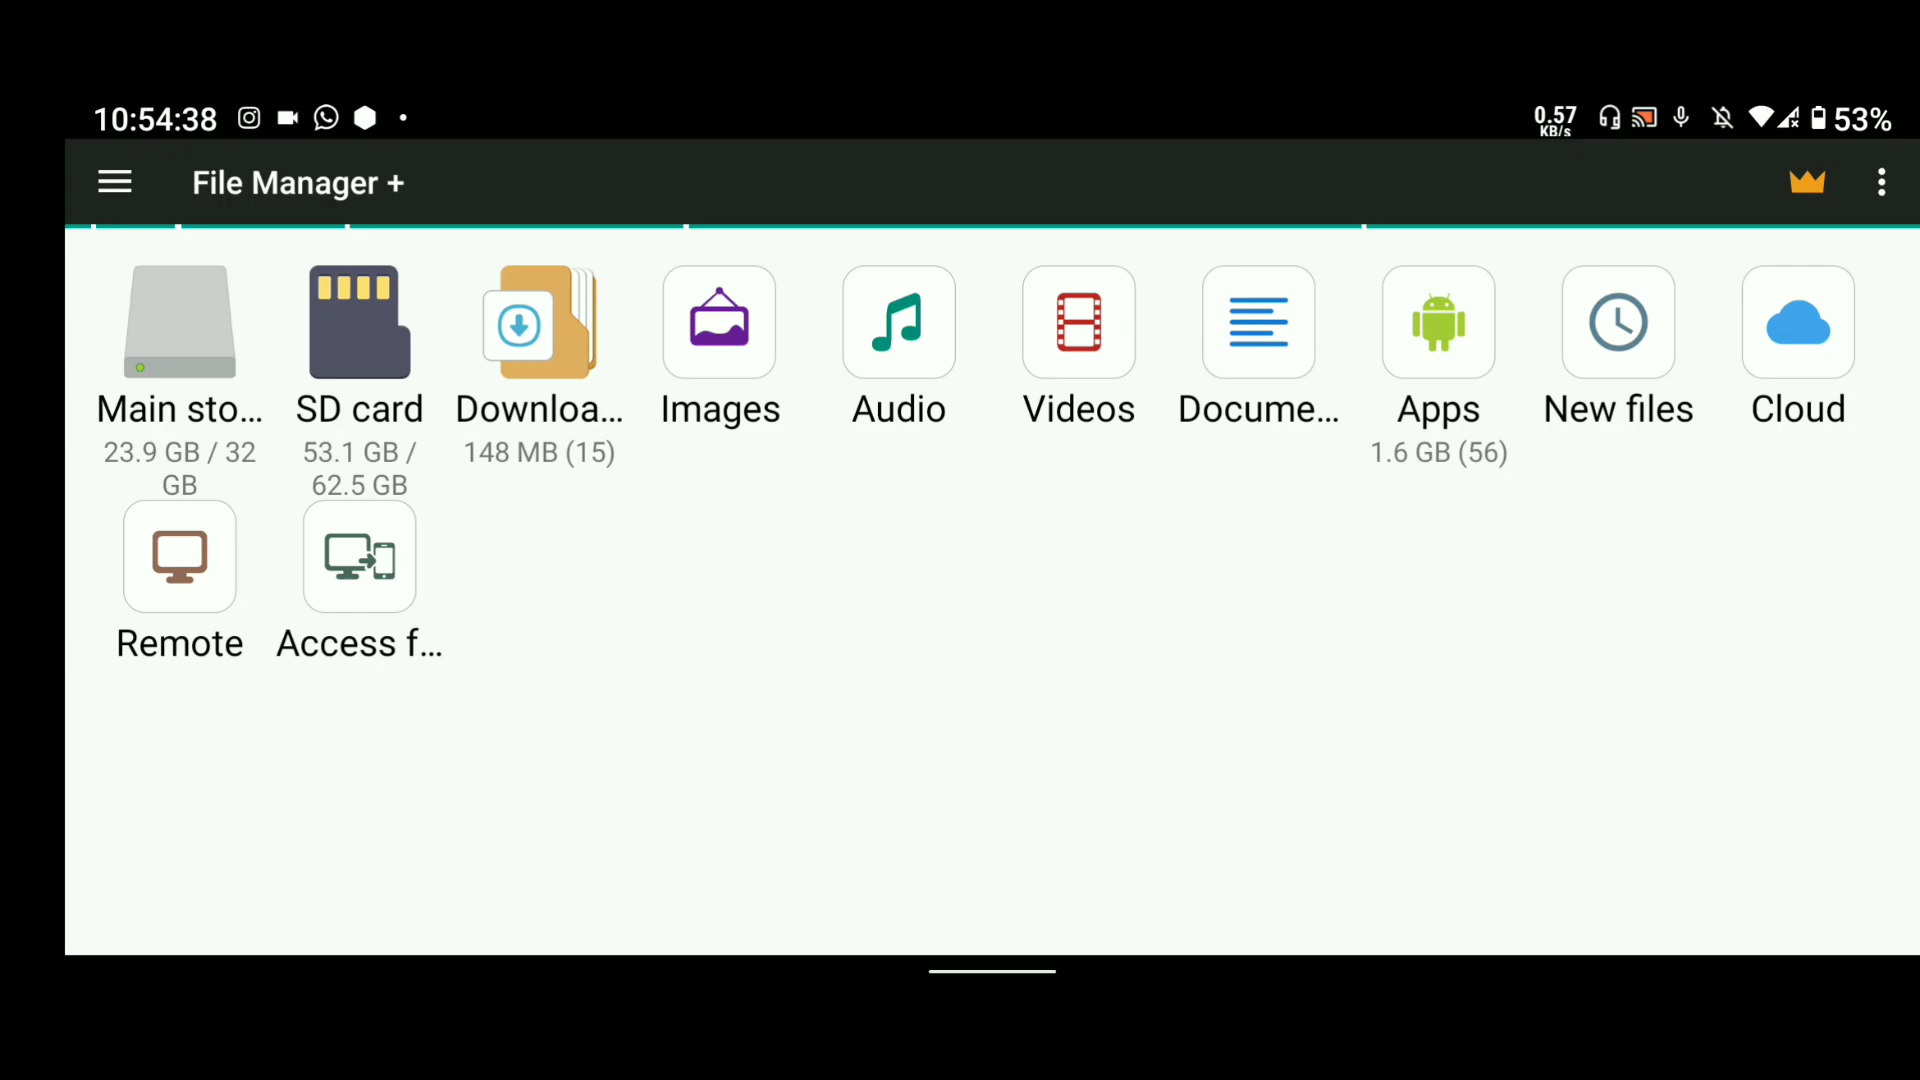 10:54:38
0.57
KB/s
53%
File Manager +
Main sto...
SD card
Downloa...
Images
Audio
Videos
Docume...
Apps
New files
Cloud
23.9 GB / 32
GB
53.1 GB /
62.5 GB
148 MB (15)
1.6 GB (56)
Remote
Access f...